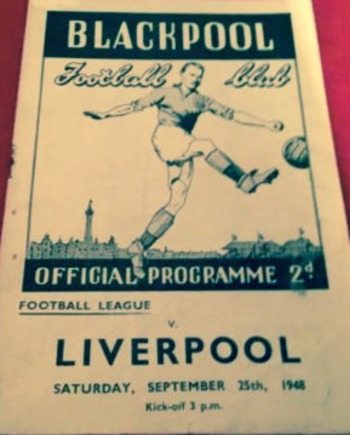 BLACKPOOL
Football Club
OFFICIAL PROGRAMME 2d
FOOTBALL LEAGUE
V.
LIVERPOOL
SATURDAY, SEPTEMBER 25th, 1948
Kick-off 3 p.m.